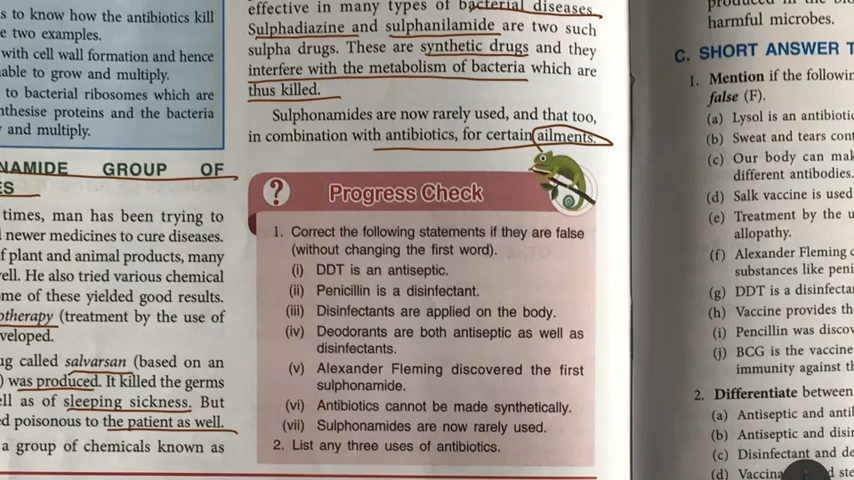 s to know how the antibiotics kill
e two examples.
with cell wall formation and hence
able to grow and multiply.
to bacterial ribosomes which are
nthesise proteins and the bacteria
and multiply.
NAMIDE GROUP OF
ES
times, man has been trying to
newer medicines to cure diseases.
f plant and animal products, many
ell. He also tried various chemical
me of these yielded good results.
otherapy (treatment by the use of
veloped.
ug called salvarsan (based on an
) was produced. It killed the germs
ell as of sleeping sickness. But
ed poisonous to the patient as well.
a group of chemicals known as
effective in many types of bacterial diseases.
Sulphadiazine and sulphanilamide are two such
sulpha drugs. These are synthetic drugs and they
interfere with the metabolism of bacteria which are
thus killed.
Sulphonamides are now rarely used, and that too,
in combination with antibiotics, for certain ailments.
? Progress Check
1. Correct the following statements if they are false
(without changing the first word).
(i) DDT is an antiseptic.
(ii) Penicillin is a disinfectant.
(iii) Disinfectants are applied on the body.
(iv) Deodorants are both antiseptic as well as
disinfectants.
(v) Alexander Fleming discovered the first
sulphonamide.
(vi) Antibiotics cannot be made synthetically.
(vii) Sulphonamides are now rarely used.
2. List any three uses of antibiotics.
harmful microbes.
C. SHORT ANSWER T
1. Mention if the followin
false (F).
(a) Lysol is an antibiotic
(b) Sweat and tears cont
(c) Our body can mak
different antibodies.
(d) Salk vaccine is used
(e) Treatment by the u
allopathy.
(f) Alexander Fleming
substances like peni
(g) DDT is a disinfecta
(h) Vaccine provides th
(i) Pencillin was discov
(j) BCG is the vaccine
immunity against th
2. Differentiate between
(a) Antiseptic and anti
(b) Antiseptic and disi
(c) Disinfectant and de
(d) Vaccina d ste